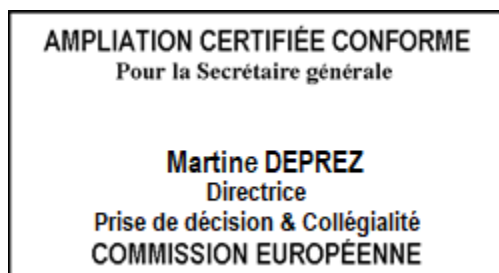 AMPLIATION CERTIFIÉE CONFORME
Pour la Secrétaire générale
Martine DEPREZ
Directrice
Prise de décision & Collégialité
COMMISSION EUROPÉENNE